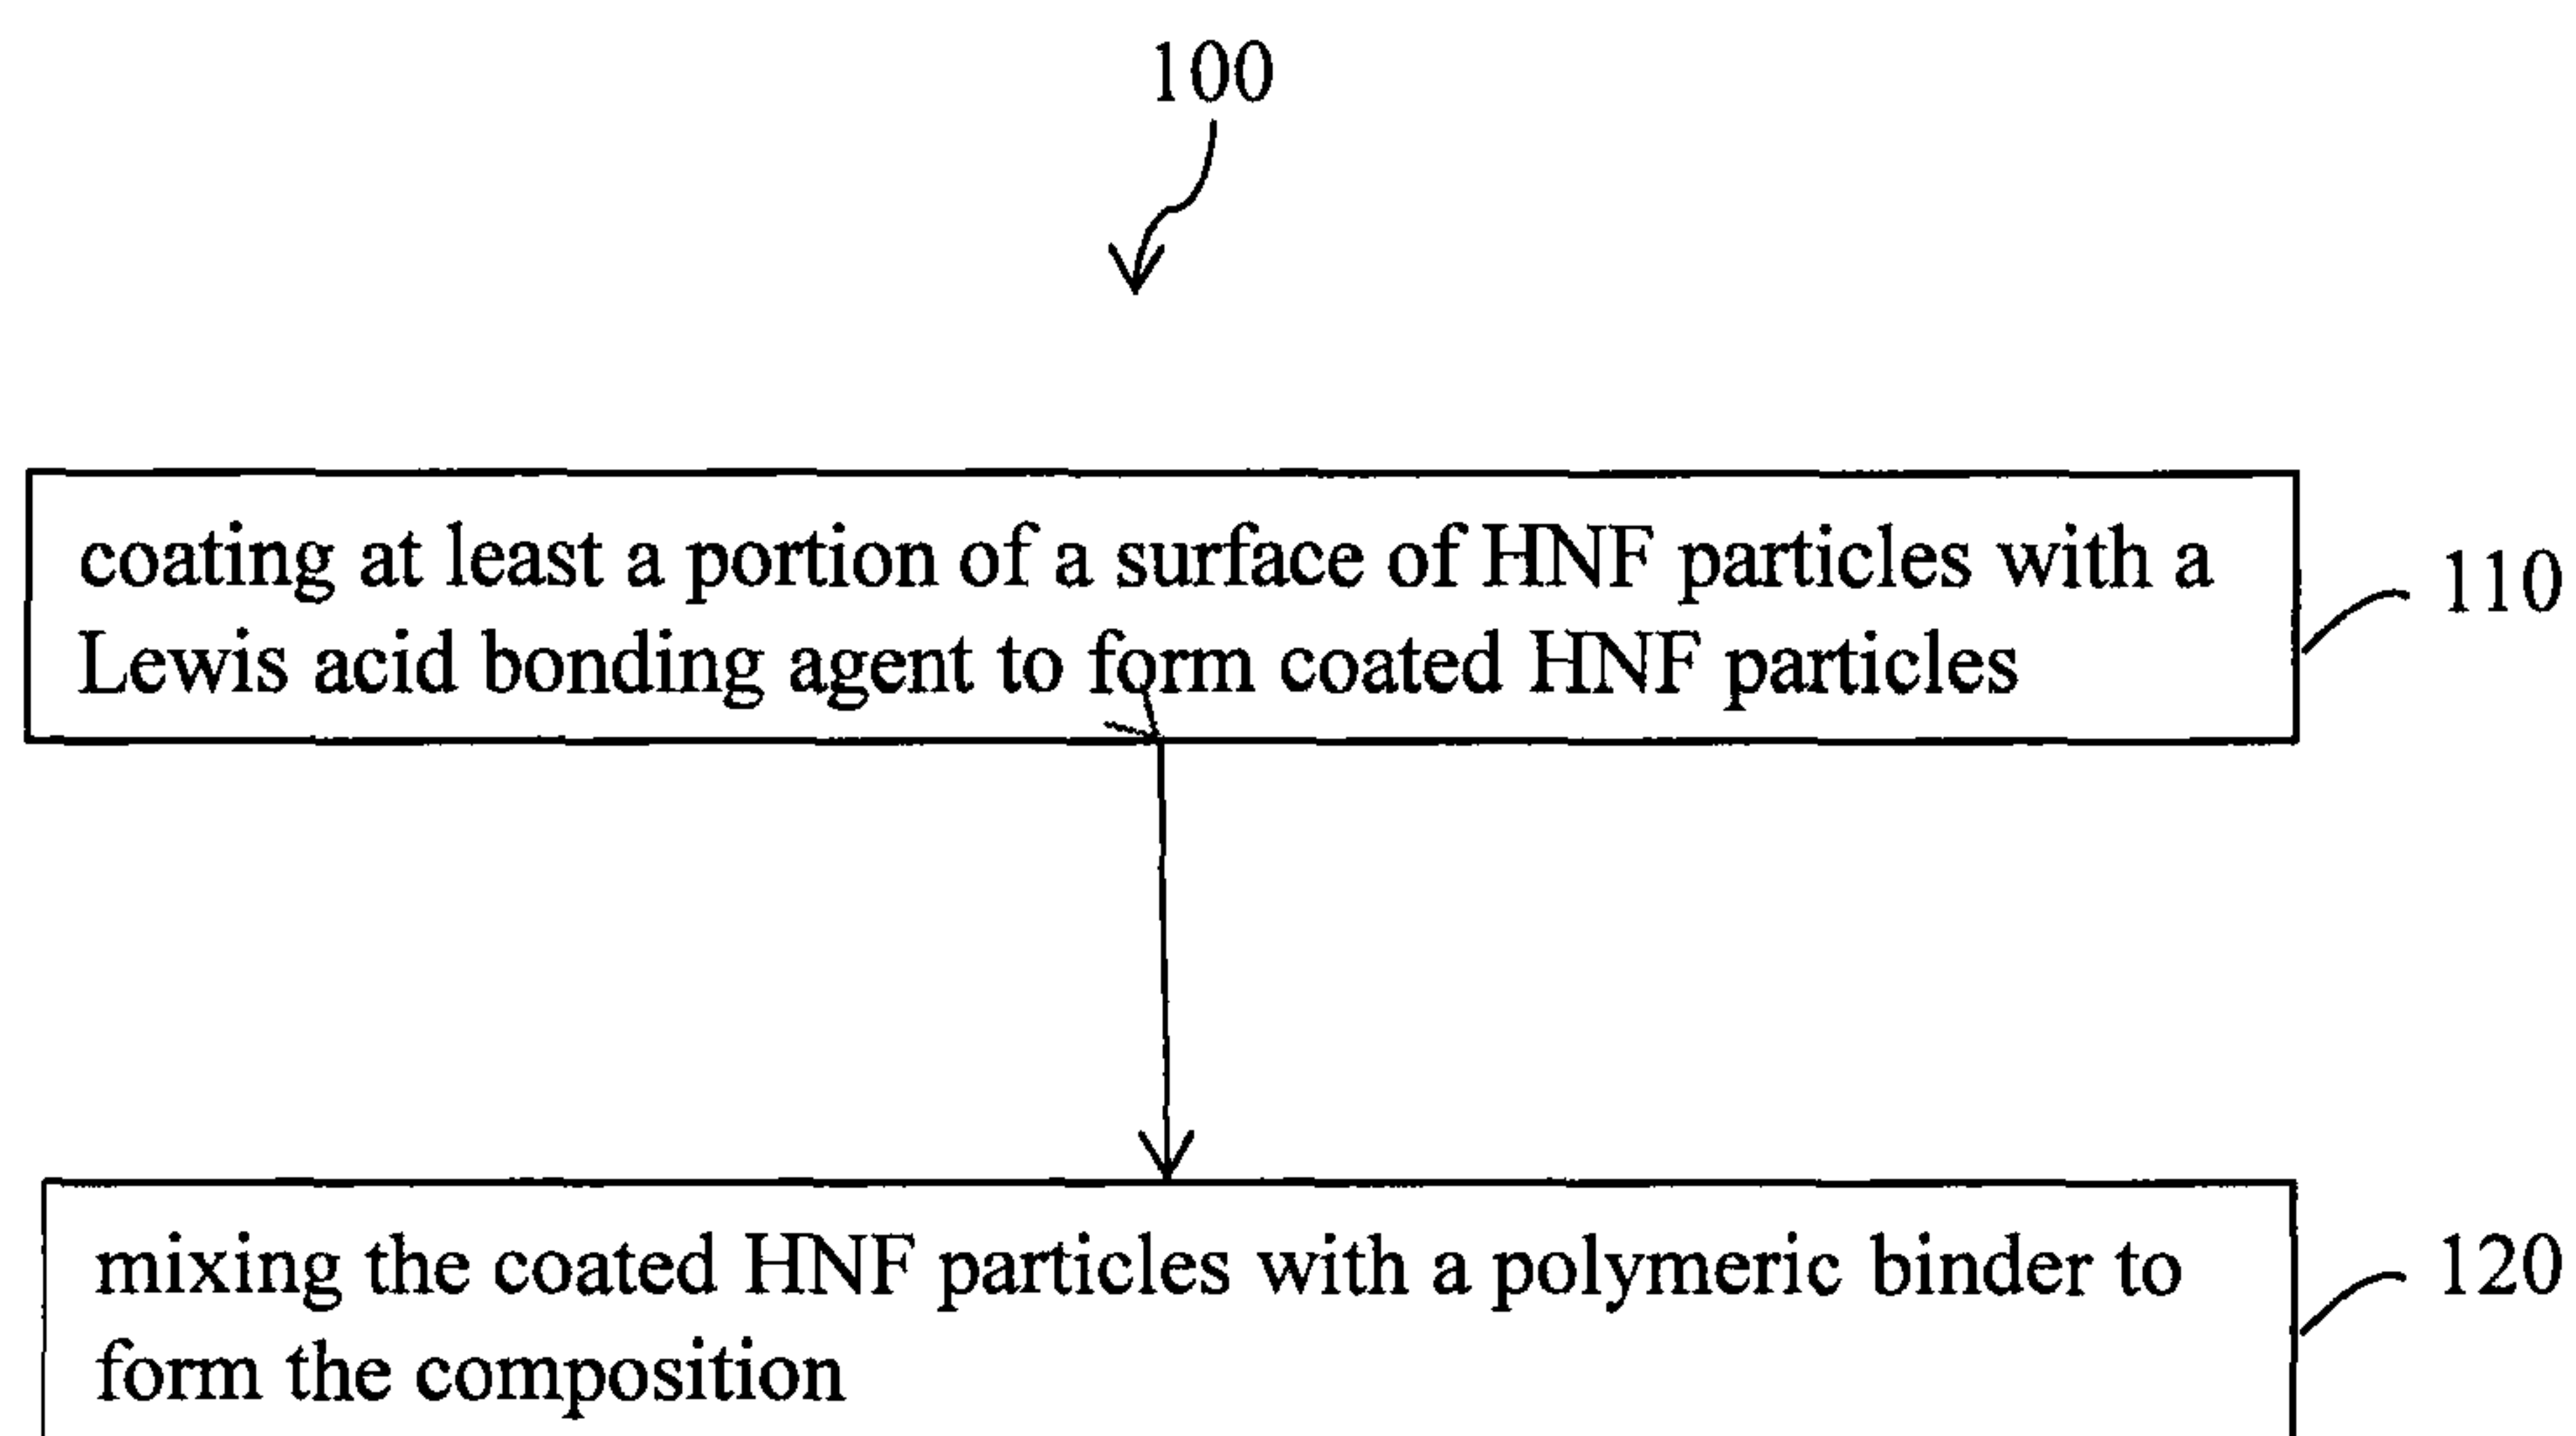 100
coating at least a portion of a surface of HNF particles with a
Lewis acid bonding agent to form coated HNF particles
110
mixing the coated HNF particles with a polymeric binder to
form the composition
120